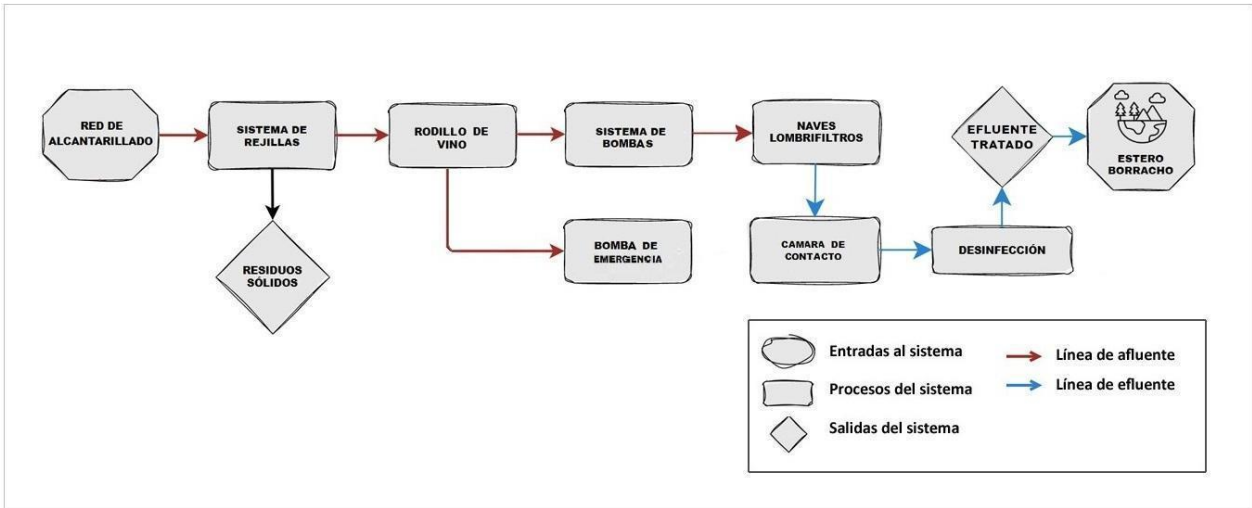 RED DE
ALCANTARILLADO
SISTEMA DE
REJILLAS
RODILLO DE
VINO
SISTEMA DE
BOMBAS
NAVES
LOMBRIFILTROS
EFLUENTE
TRATADO
ESTERO
BORRACHO
RESIDUOS
SÓLIDOS
BOMBA DE
EMERGENCIA
CAMARA DE
CONTACTO
DESINFECCIÓN
Entradas al sistema
Línea de afluente
Procesos del sistema
Línea de efluente
Salidas del sistema